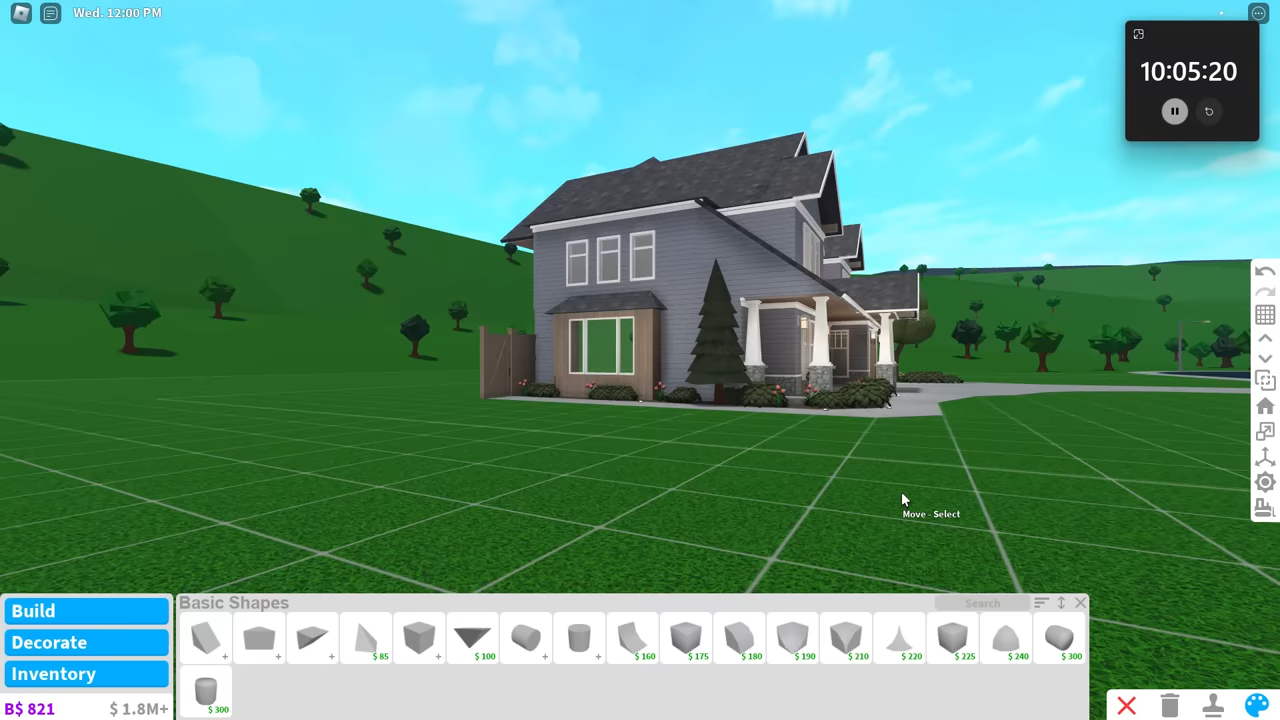 Wed. 12:00 PM
10:05:20
Move - Select
Build
Decorate
Inventory
B$ 821
$ 1.8M+
Basic Shapes
Search
+
+
+
$ 85
+
$ 100
+
+
$ 160
$ 175
$ 180
$ 190
$ 210
$ 220
$ 225
$ 240
$ 300
$ 300